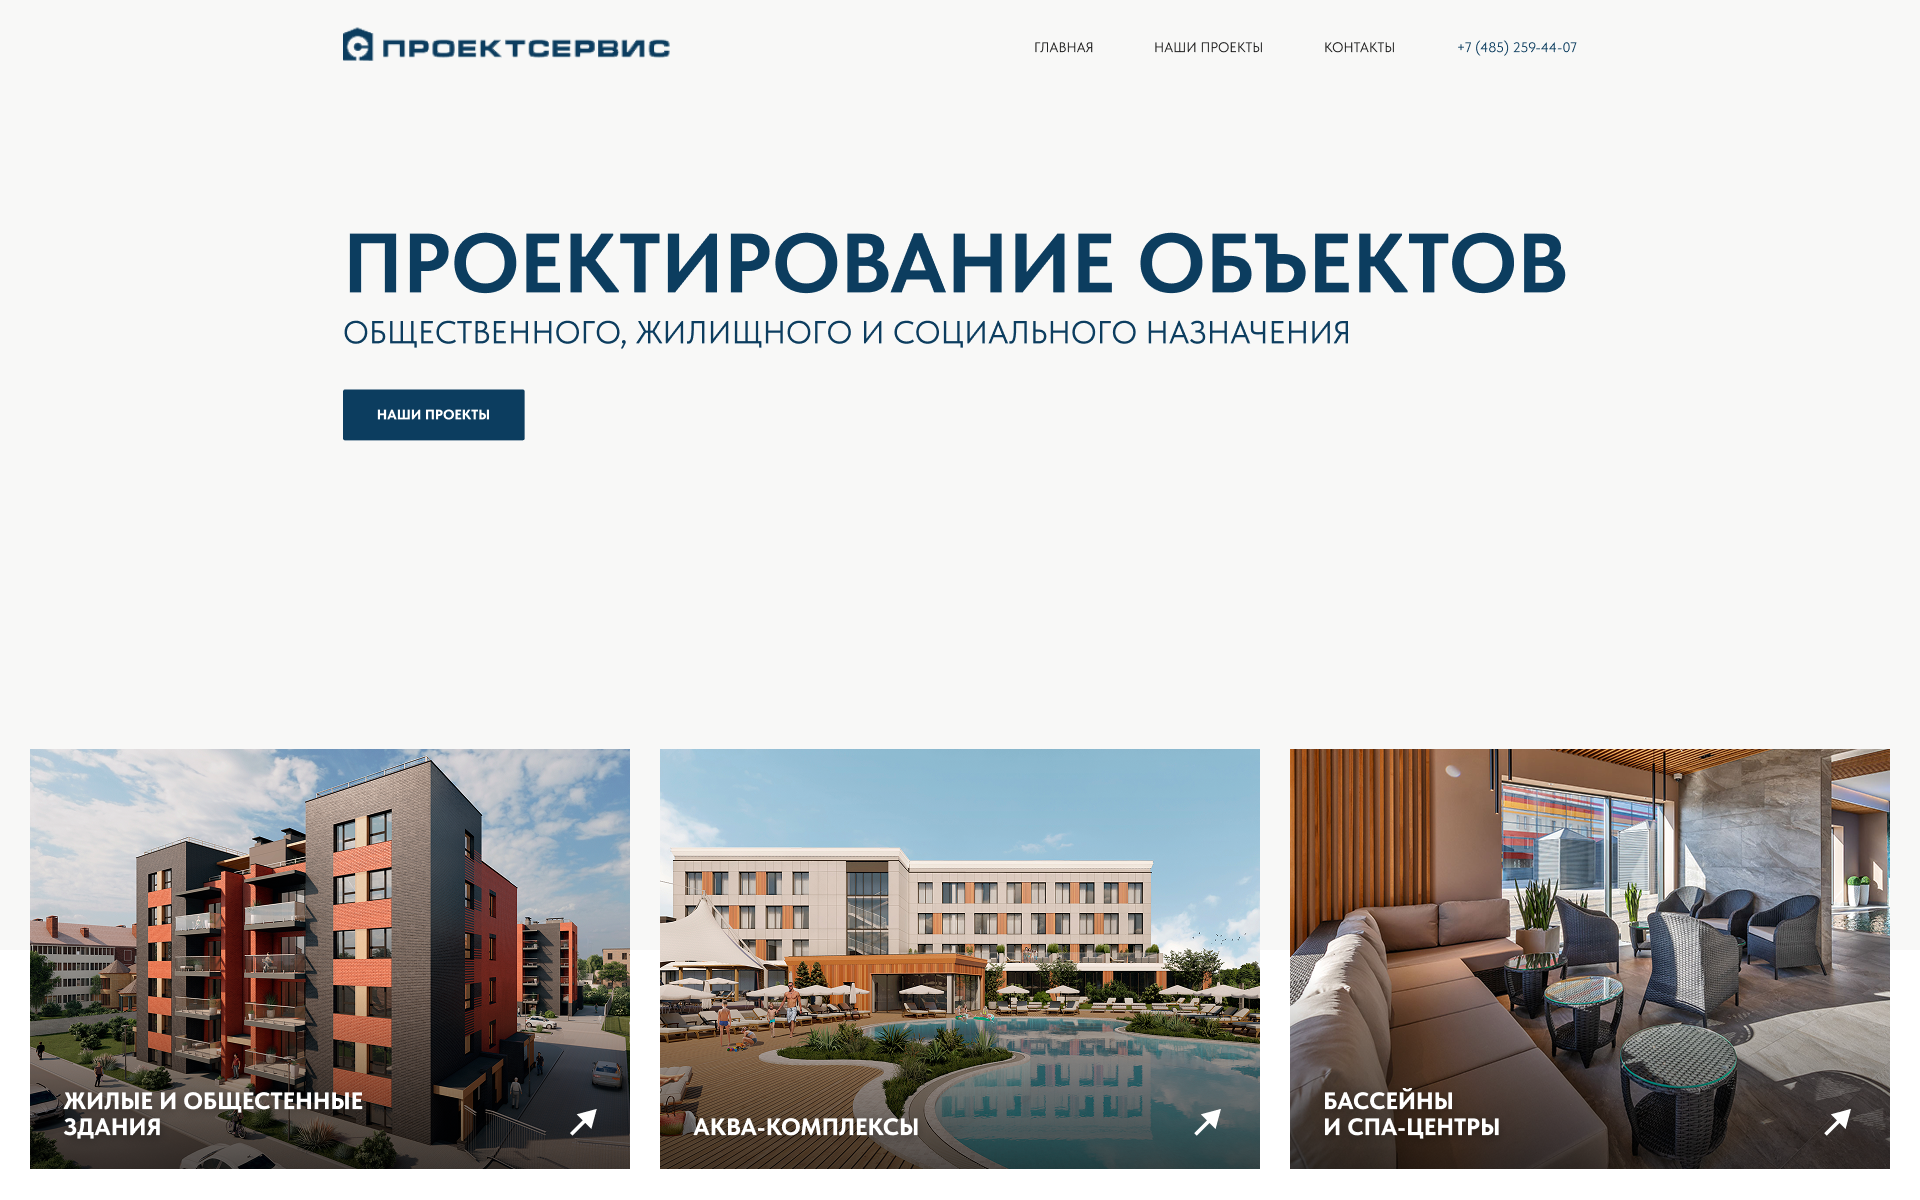 ПРОЕКТСЕРВИС
ГЛАВНАЯ
НАШИ ПРОЕКТЫ
КОНТАКТЫ
+7 (485) 259-44-07
ПРОЕКТИРОВАНИЕ ОБЪЕКТОВ
ОБЩЕСТВЕННОГО, ЖИЛИЩНОГО И СОЦИАЛЬНОГО НАЗНАЧЕНИЯ
НАШИ ПРОЕКТЫ
ЖИЛЫЕ И ОБЩЕСТЕННЫЕ
ЗДАНИЯ
АКВА-КОМПЛЕКСЫ
БАССЕЙНЫ
И СПА-ЦЕНТРЫ